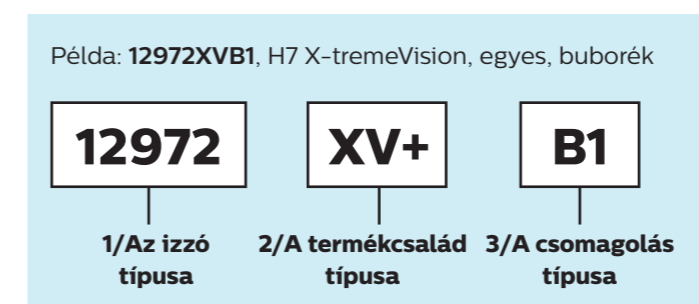 Példa: 12972XVB1, H7 X-tremeVision, egyes, buborék
12972 XV+ B1
1/Az izzó 2/A termékcsalád 3/A csomagolás
típusa típusa típusa